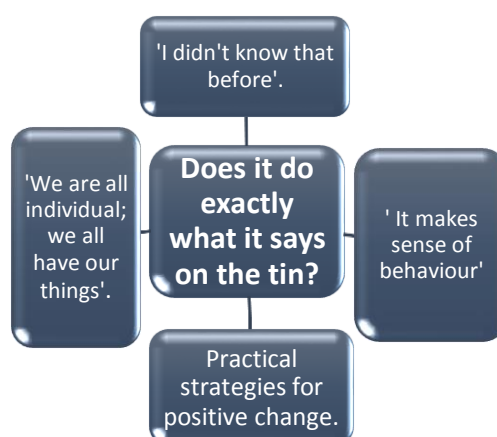 'I didn't know that
before'.
'We are all
individual;
we all
have our
things'.
Does it do
exactly
what it says
on the tin?
' It makes
sense of
behaviour'
Practical
strategies for
positive change.